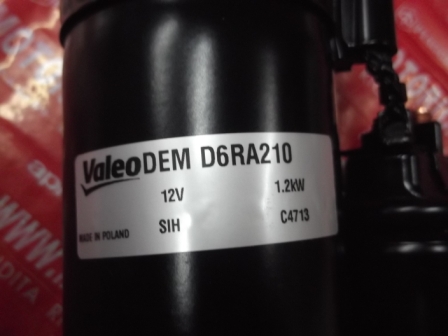 Valeo DEM D6RA210
12V 1.2kW
SIH C4713
MADE IN POLAND